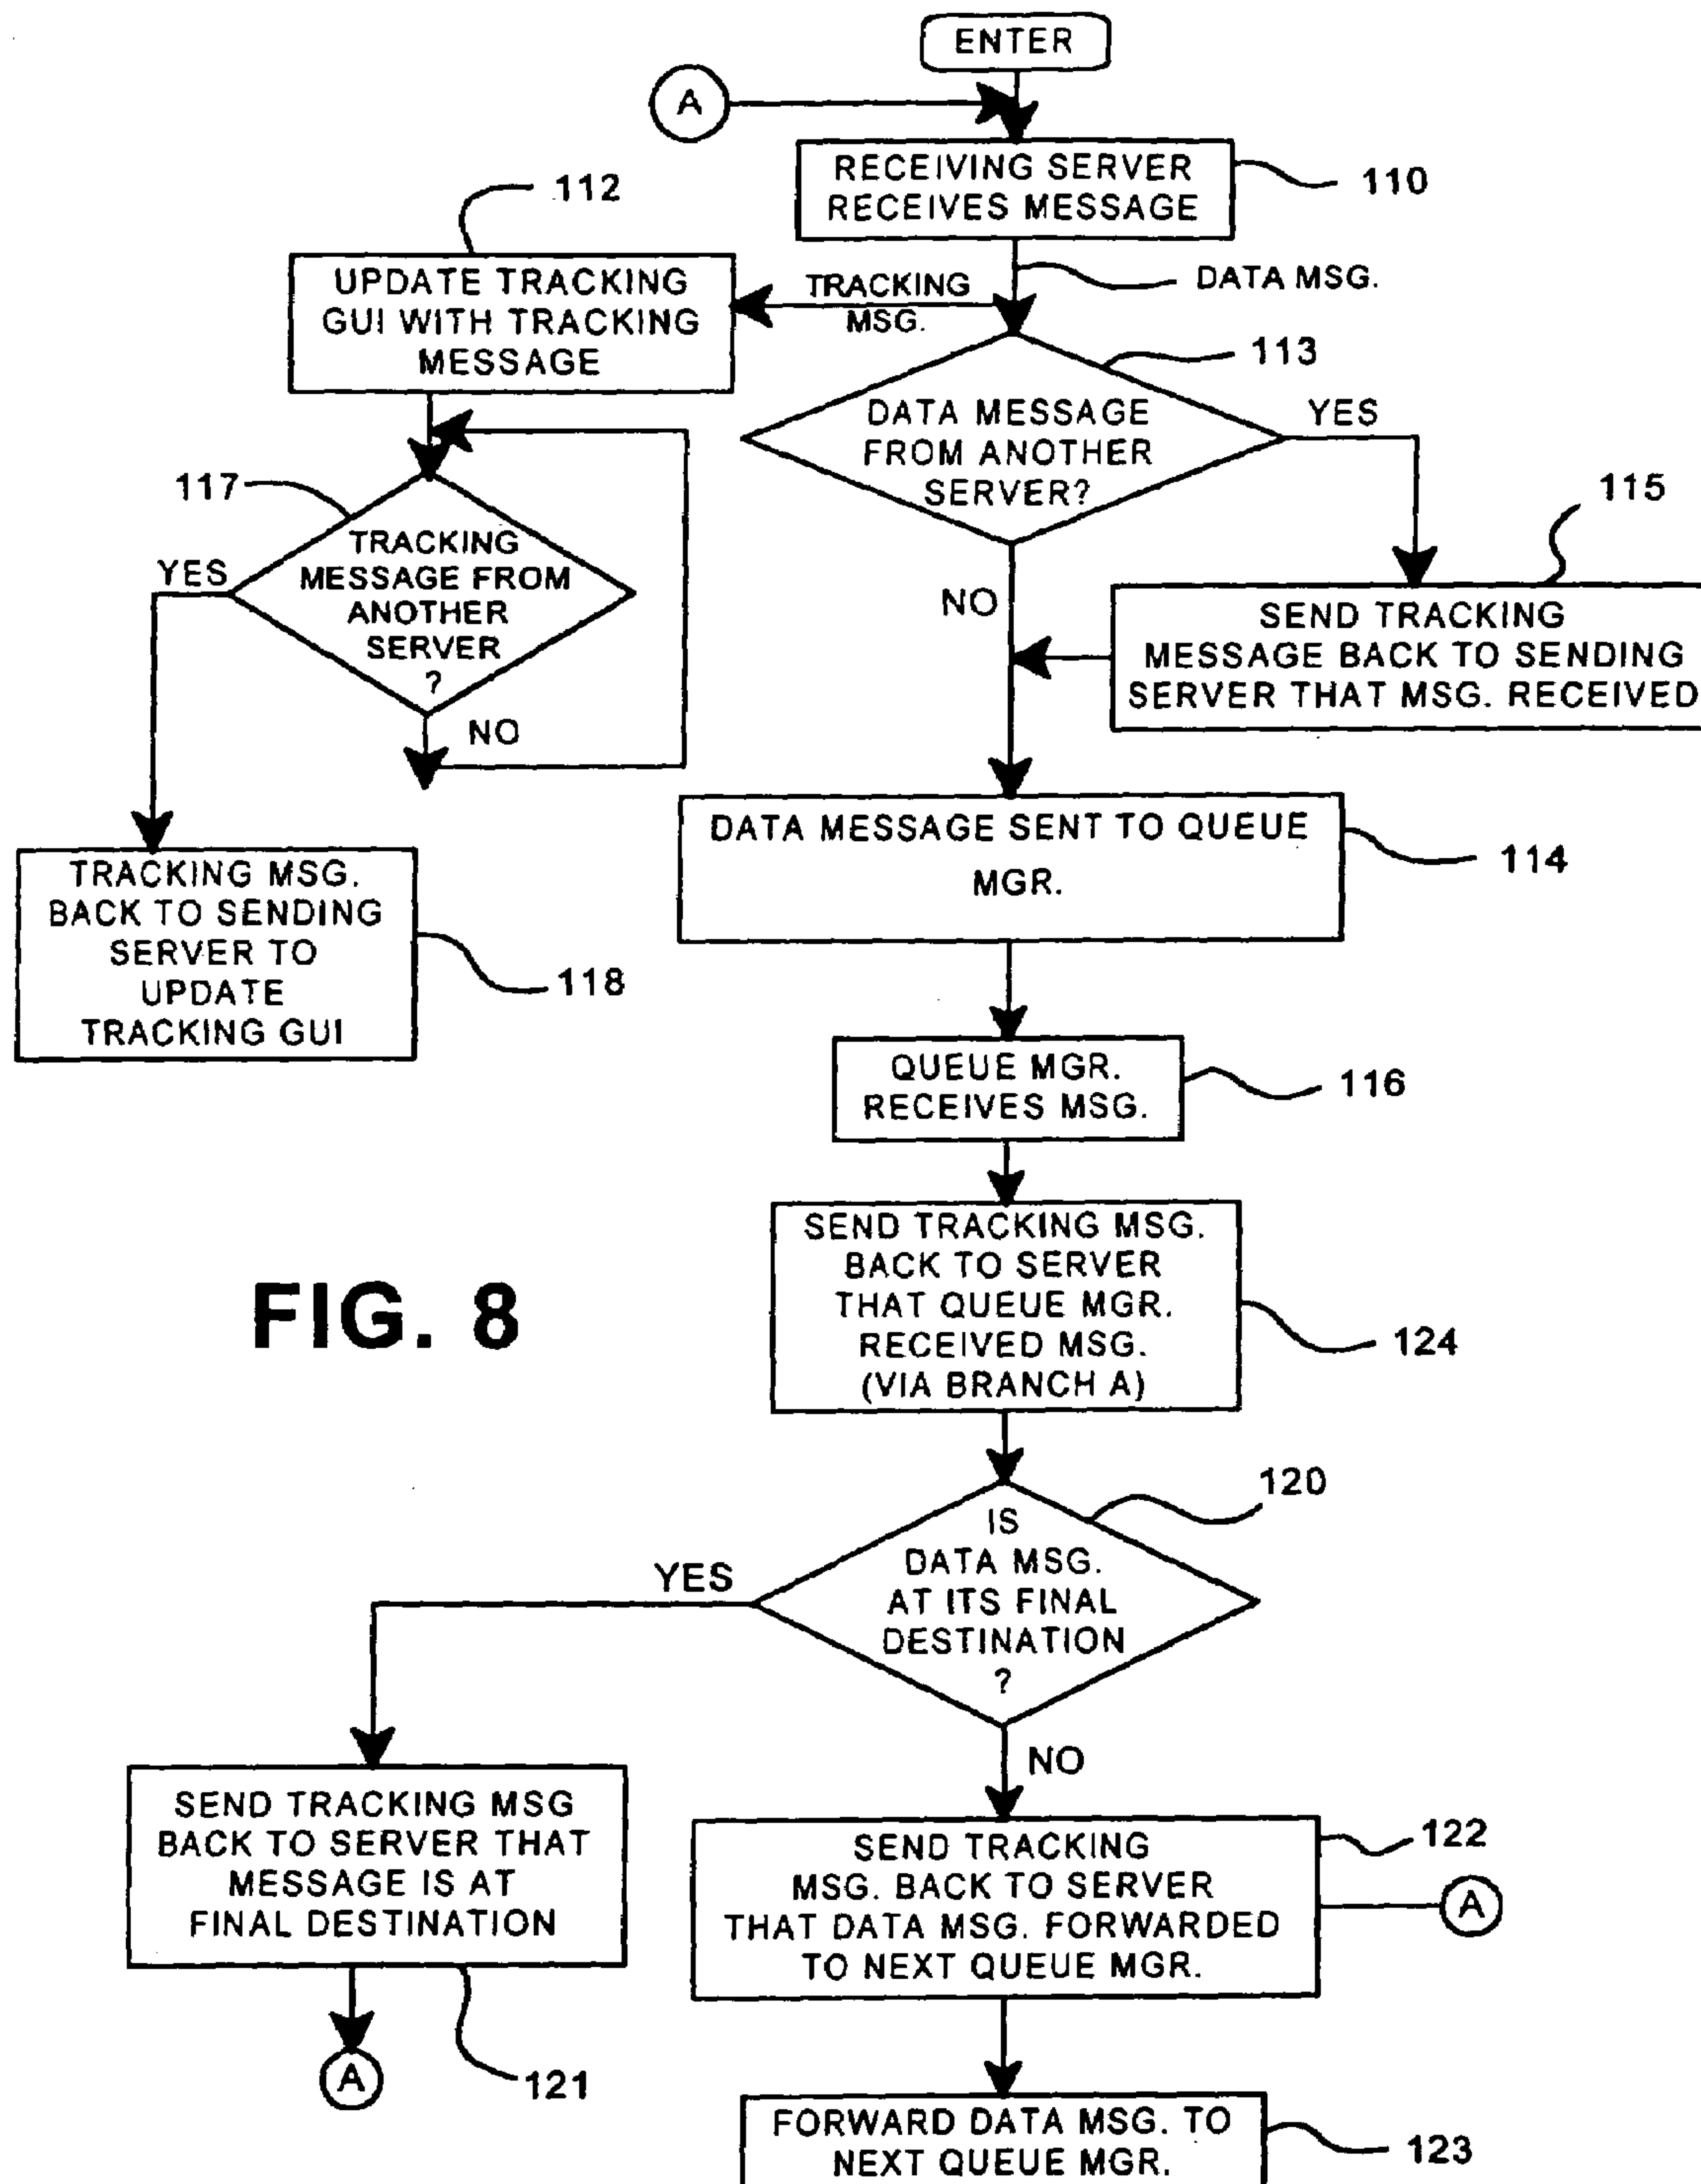 ENTER
A
RECEIVING SERVER
RECEIVES MESSAGE
110
112
UPDATE TRACKING
GUI WITH TRACKING
MESSAGE
TRACKING
MSG.
DATA MSG.
113
DATA MESSAGE
FROM ANOTHER
SERVER?
YES
NO
115
SEND TRACKING
MESSAGE BACK TO SENDING
SERVER THAT MSG. RECEIVED
117
TRACKING
MESSAGE FROM
ANOTHER
SERVER
?
YES
NO
TRACKING MSG.
BACK TO SENDING
SERVER TO
UPDATE
TRACKING GUI
118
DATA MESSAGE SENT TO QUEUE
MGR.
114
QUEUE MGR.
RECEIVES MSG.
116
SEND TRACKING MSG.
BACK TO SERVER
THAT QUEUE MGR.
RECEIVED MSG.
(VIA BRANCH A)
124
FIG. 8
120
IS
DATA MSG.
AT ITS FINAL
DESTINATION
?
YES
NO
SEND TRACKING MSG
BACK TO SERVER THAT
MESSAGE IS AT
FINAL DESTINATION
121
A
SEND TRACKING
MSG. BACK TO SERVER
THAT DATA MSG. FORWARDED
TO NEXT QUEUE MGR.
122
A
FORWARD DATA MSG. TO
NEXT QUEUE MGR.
123